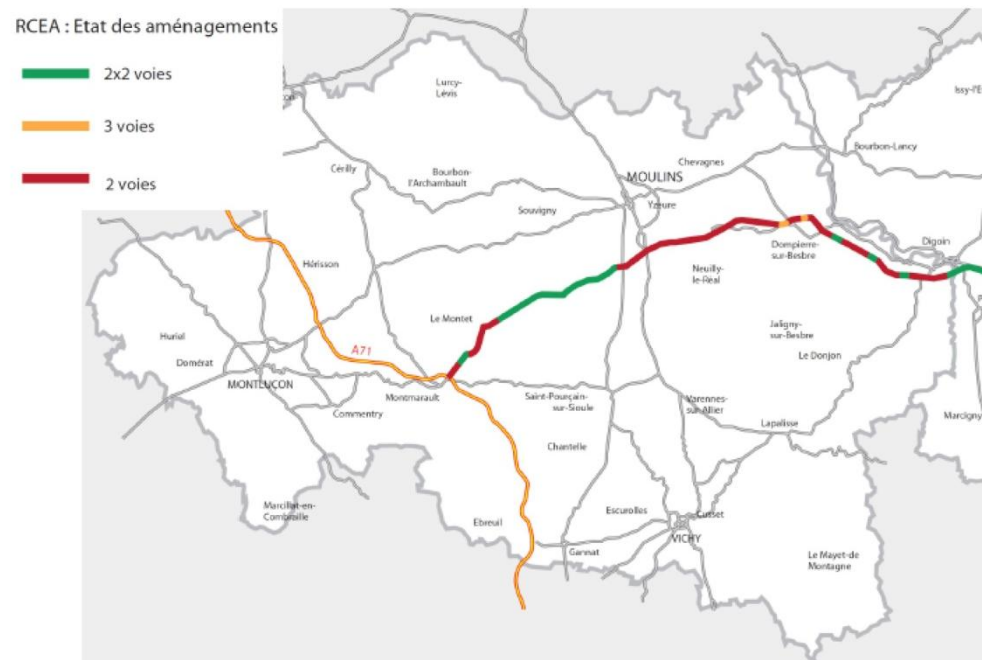 RCEA : Etat des aménagements
2x2 voies
3 voies
2 voies
Lurcy-
Lévis
Issy-l'E
Bourbon-Lancy
Chevagnes
Cérilly
Bourbon-
l'Archambault
MOULINS
Yzeure
Souvigny
Digoin
Dompierre-
sur-Besbre
Hérisson
Neuilly-
le-Réal
Le Montet
Jaligny-
sur-Besbre
Huriel
A71
Le Donjon
Domérat
MONTLUÇON
Montmarault
Saint-Pourçain-
sur-Sioule
Varennes-
sur-Allier
Commentry
Lapalisse
Marcigny
Chantelle
Marcillat-en-
Combraille
Ebreuil
Escurolles
Cusset
VICHY
Gannat
Le Mayet-de
Montagne